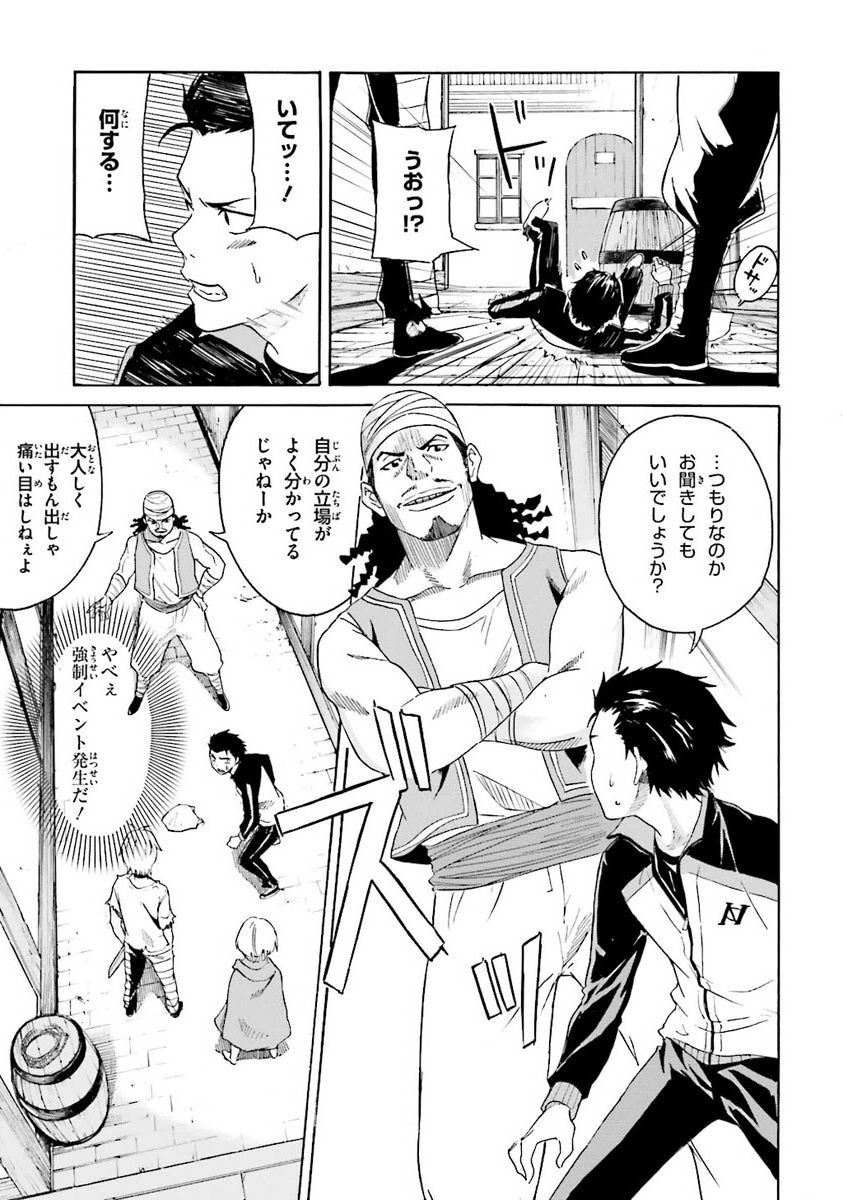 うおっ!?
ドサッ
いてッ…!
何する…
…つもりなのか
お聞きしても
いいでしょうか?
自分の立場が
よく分かってる
じゃねーか
ズズ
大人しく
出すもん出しゃ
痛い目はしねぇよ
やべぇ
強制イベント発生だ!